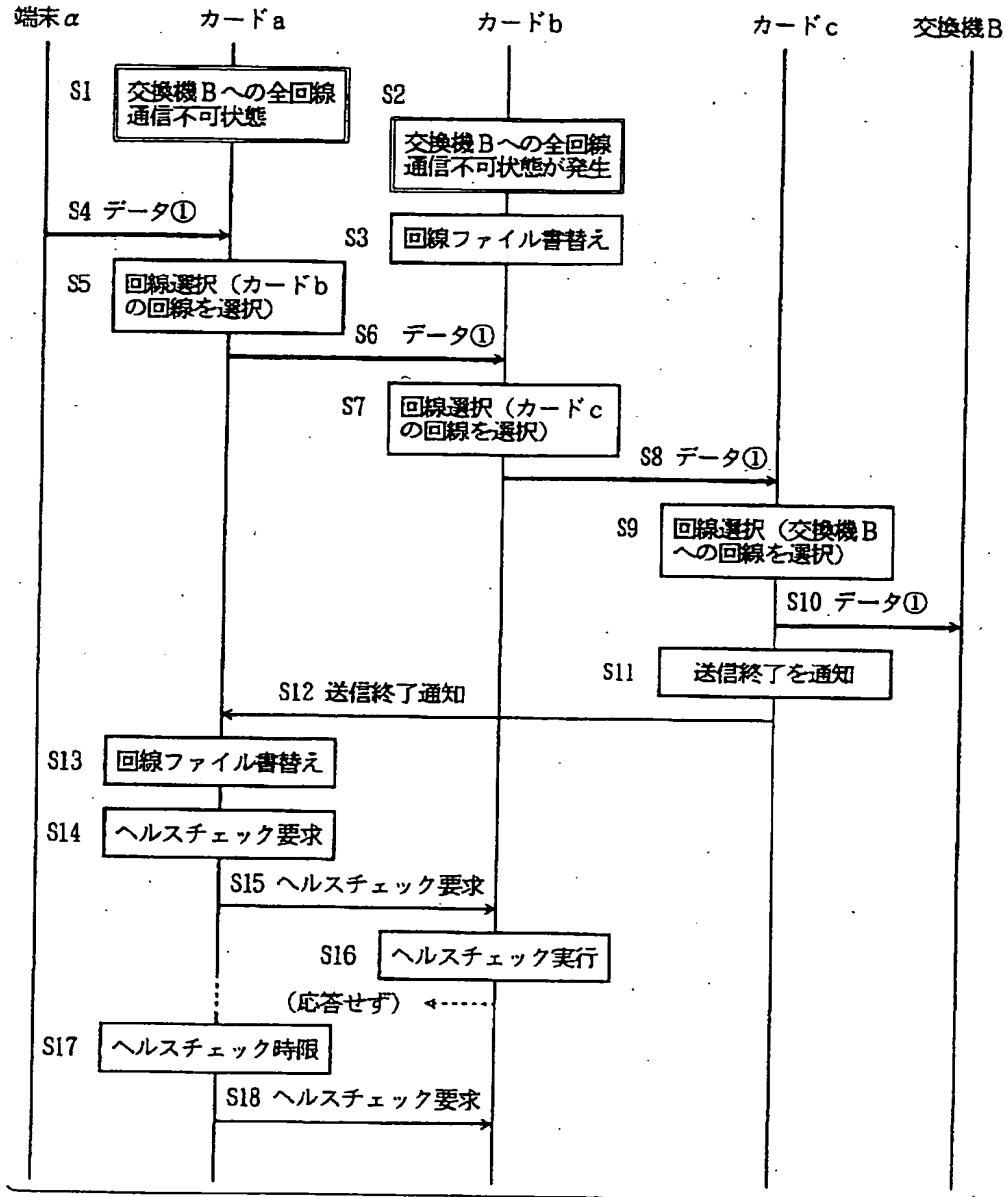 端末α
カードa
カードb
カードc
交換機B
S1
交換機Bへの全回線
通信不可状態
S2
交換機Bへの全回線
通信不可状態が発生
S4 データ①
S3
回線ファイル書替え
S5
回線選択（カードb
の回線を選択）
S6 データ①
S7
回線選択（カードc
の回線を選択）
S8 データ①
S9
回線選択（交換機B
への回線を選択）
S10 データ①
S11
送信終了を通知
S12 送信終了通知
S13
回線ファイル書替え
S14
ヘルスチェック要求
S15 ヘルスチェック要求
S16
ヘルスチェック実行
（応答せず）
S17
ヘルスチェック時限
S18 ヘルスチェック要求